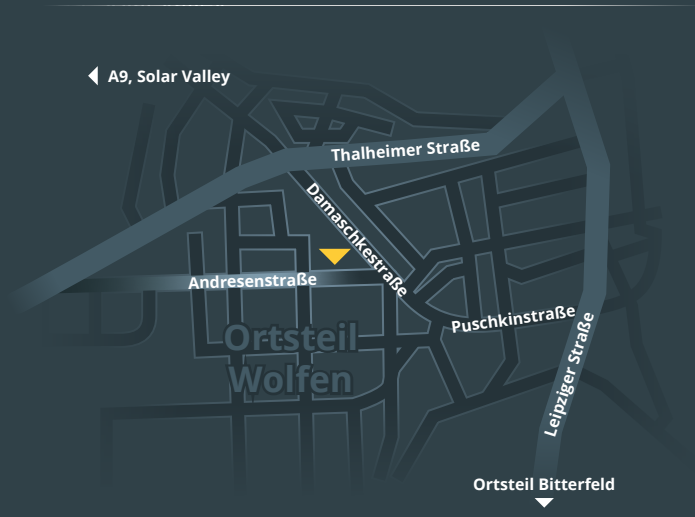 A9, Solar Valley
Thalheimer Straße
Damaschkestraße
Andresenstraße
Puschkinstraße
Ortsteil
Wolfen
Leipziger Straße
Ortsteil Bitterfeld